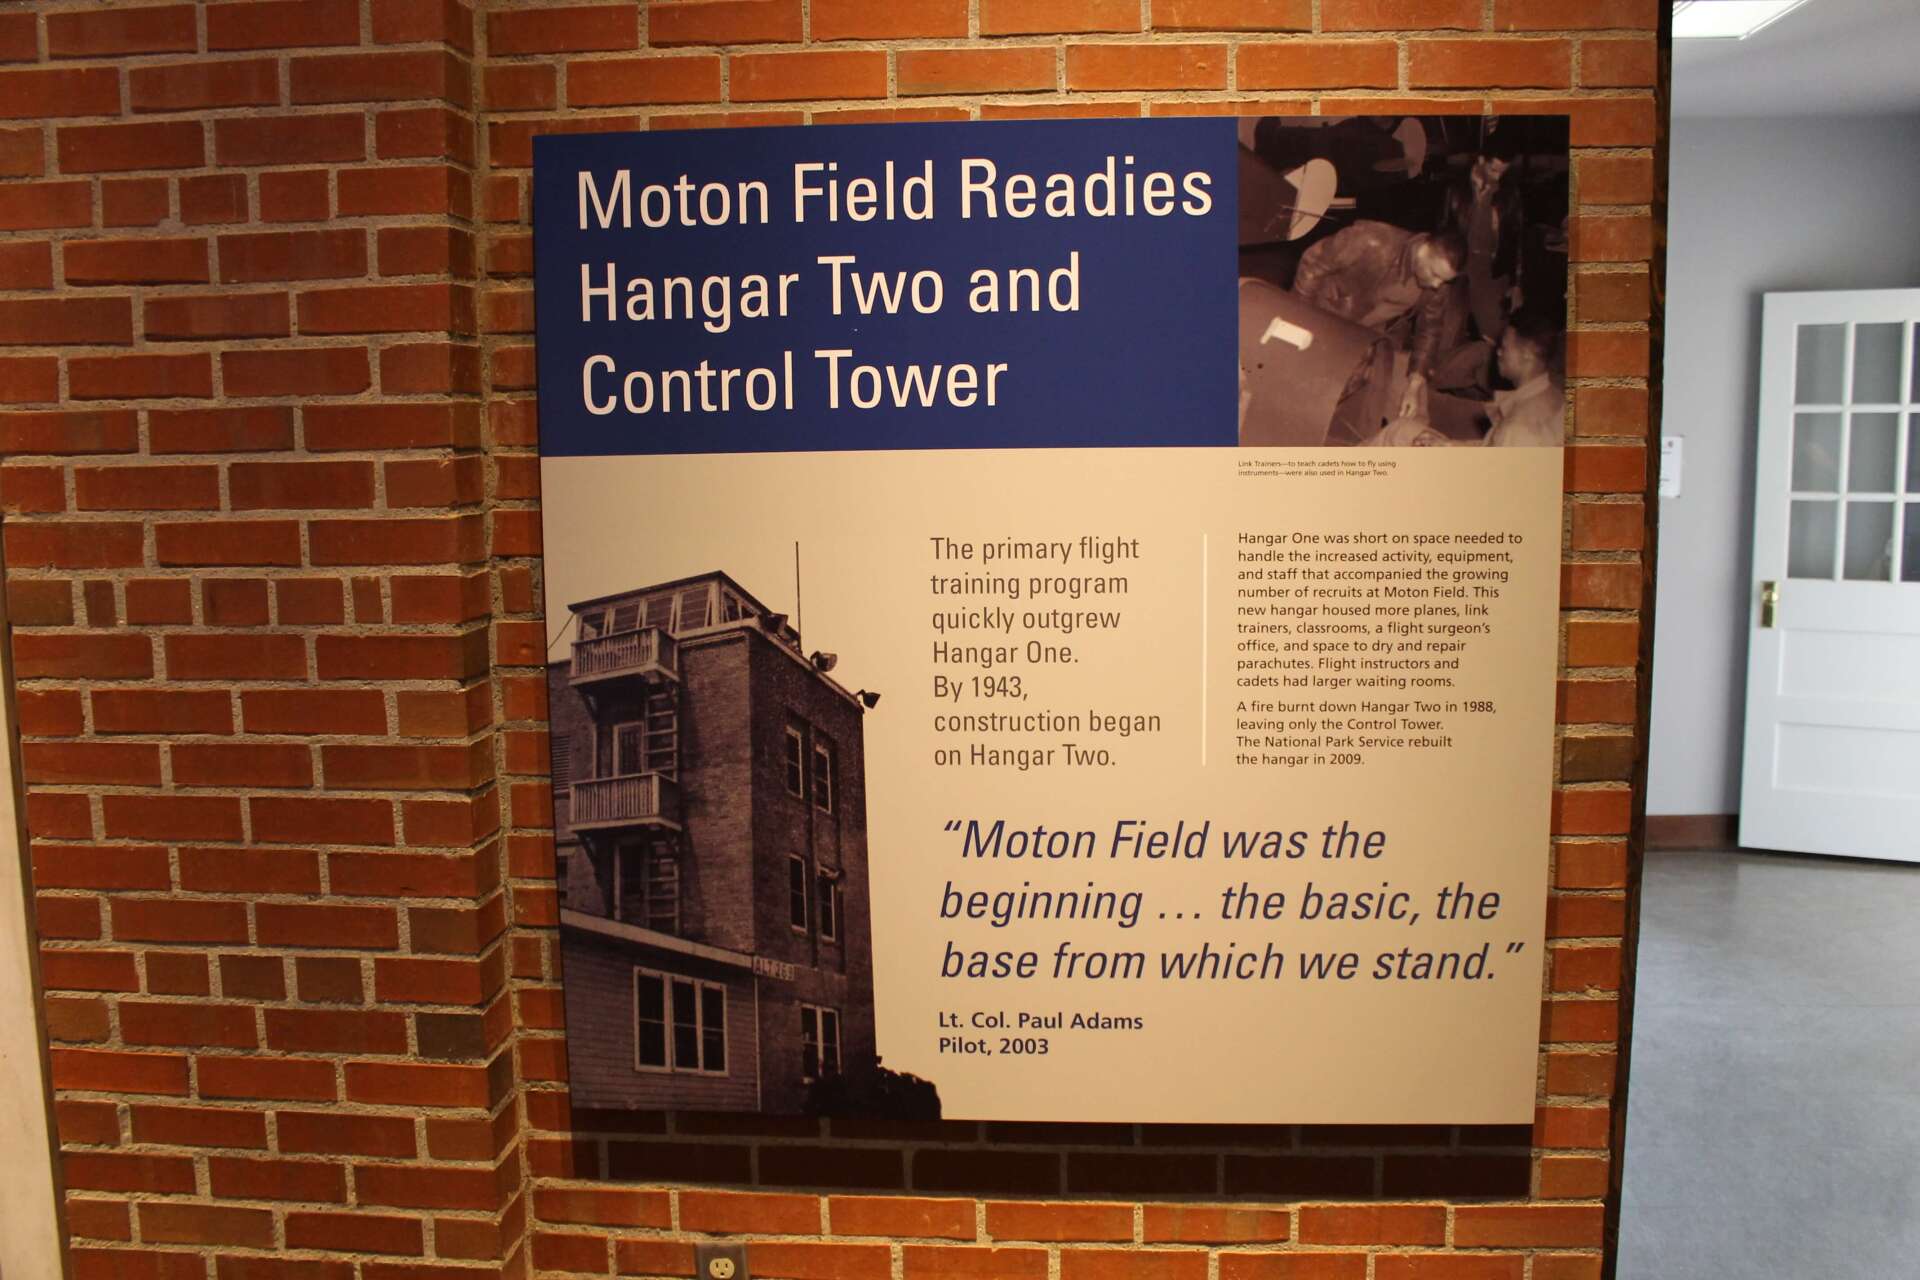 Moton Field Readies
Hangar Two and
Control Tower
Link Trainers—to teach cadets how to fly using
instruments—were also used in Hangar Two.
The primary flight
training program
quickly outgrew
Hangar One.
By 1943,
construction began
on Hangar Two.
Hangar One was short on space needed to
handle the increased activity, equipment,
and staff that accompanied the growing
number of recruits at Moton Field. This
new hangar housed more planes, link
trainers, classrooms, a flight surgeon's
office, and space to dry and repair
parachutes. Flight instructors and
cadets had larger waiting rooms.
A fire burnt down Hangar Two in 1988,
leaving only the Control Tower.
The National Park Service rebuilt
the hangar in 2009.
“Moton Field was the
beginning … the basic, the
base from which we stand.”
Lt. Col. Paul Adams
Pilot, 2003
ALT 269